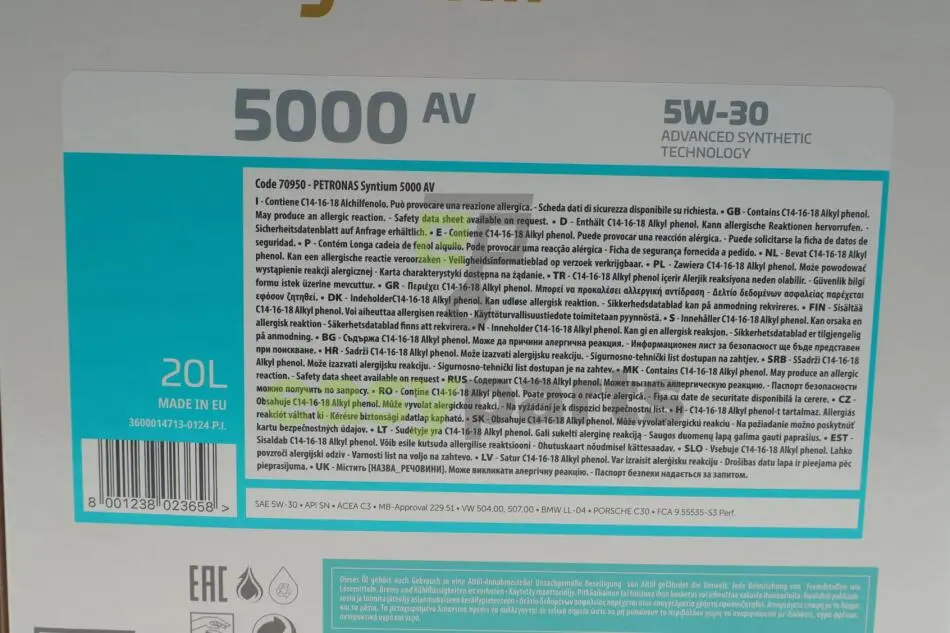 5000 AV
5W-30
ADVANCED SYNTHETIC
TECHNOLOGY
Code 70950 - PETRONAS Syntium 5000 AV
I - Contiene C14-16-18 Alchilfenolo. Può provocare una reazione allergica. - Scheda dati di sicurezza disponibile su richiesta. • GB - Contains C14-16-18 Alkyl phenol.
May produce an allergic reaction. - Safety data sheet available on request. • D - Enthält C14-16-18 Alkyl phenol. Kann allergische Reaktionen hervorrufen. -
Sicherheitsdatenblatt auf Anfrage erhältlich. • E - Contiene C14-16-18 Alkyl phenol. Puede provocar una reacción alérgica. - Puede solicitarse la ficha de datos de
seguridad. • P - Contém Longa cadeia de fenol alquilo. Pode provocar uma reacção alérgica - Ficha de segurança fornecida a pedido. • NL - Bevat C14-16-18 Alkyl
phenol. Kan een allergische reactie veroorzaken - Veiligheidsinformatieblad op verzoek verkrijgbaar. • PL - Zawiera C14-16-18 Alkyl phenol. Może powodować
wystąpienie reakcji alergicznej - Karta charakterystyki dostępna na żądanie. • TR - C14-16-18 Alkyl phenol içerir Alerjik reaksiyona neden olabilir. - Güvenlik bilgi
formu istek üzerine mevcuttur. • GR - Περιέχει C14-16-18 Alkyl phenol. Μπορεί να προκαλέσει αλλεργική αντίδραση - Δελτίο δεδομένων ασφαλείας παρέχεται
εφόσον ζητηθεί. • DK - IndeholderC14-16-18 Alkyl phenol. Kan udløse allergisk reaktion. - Sikkerhedsdatablad kan på anmodning rekvireres. • FIN - Sisältää
C14-16-18 Alkyl phenol. Voi aiheuttaa allergisen reaktion - Käyttöturvallisuustiedote toimitetaan pyynnöstä. • S - Innehåller C14-16-18 Alkyl phenol. Kan orsaka en
allergisk reaktion - Säkerhetsdatablad finns att rekvirera. • N - Inneholder C14-16-18 Alkyl phenol. Kan gi en allergisk reaksjon. - Sikkerhetsdatablad er tilgjengelig
på anmodning. • BG - Съдържа C14-16-18 Alkyl phenol. Може да причини алергична реакция. - Информационен лист за безопасност ще бъде представен
при поискване. • HR - Sadrži C14-16-18 Alkyl phenol. Može izazvati alergijsku reakciju. - Sigurnosno-tehnički list dostupan na zahtjev. • SRB - SSadrži C14-16-18
Alkyl phenol. Može izazvati alergijsku reakciju. - Sigurnosno-tehnički list dostupan je na zahtev. • MK - Contains C14-16-18 Alkyl phenol. May produce an allergic
reaction. - Safety data sheet available on request • RUS - Содержит C14-16-18 Alkyl phenol. Может вызвать аллергическую реакцию. - Паспорт безопасности
можно получить по запросу. • RO - Conține C14-16-18 Alkyl phenol. Poate provoca o reacție alergică. - Fișa cu date de securitate disponibilă la cerere. • CZ -
Obsahuje C14-16-18 Alkyl phenol. Může vyvolat alergickou reakci. - Na vyžádání je k dispozici bezpečnostní list. • H - C14-16-18 Alkyl phenol-t tartalmaz. Allergiás
reakciót válthat ki - Kérésre biztonsági adatlap kapható. • SK - Obsahuje C14-16-18 Alkyl phenol. Môže vyvolať alergickú reakciu - Na požiadanie možno poskytnúť
kartu bezpečnostných údajov. • LT - Sudėtyje yra C14-16-18 Alkyl phenol. Gali sukelti alerginę reakciją - Saugos duomenų lapą galima gauti paprašius. • EST -
Sisaldab C14-16-18 Alkyl phenol. Võib esile kutsuda allergilise reaktsiooni - Ohutuskaart nõudmisel kättesaadav. • SLO - Vsebuje C14-16-18 Alkyl phenol. Lahko
povzroči alergijski odziv - Varnosti list na voljo na zahtevo. • LV - Satur C14-16-18 Alkyl phenol. Var izraisīt alerģisku reakciju - Drošības datu lapa ir pieejama pēc
pieprasījuma. • UK - Містить [НАЗВА_РЕЧОВИНИ]. Може викликати алергічну реакцію. - Паспорт безпеки надається за запитом.
20L
MADE IN EU
3600014713-0124 P.I.
8 001238 023658 >
SAE 5W-30 • API SN • ACEA C3 • MB-Approval 229.51 • VW 504.00, 507.00 • BMW LL-04 • PORSCHE C30 • FCA 9.55535-S3 Perf.
EAC